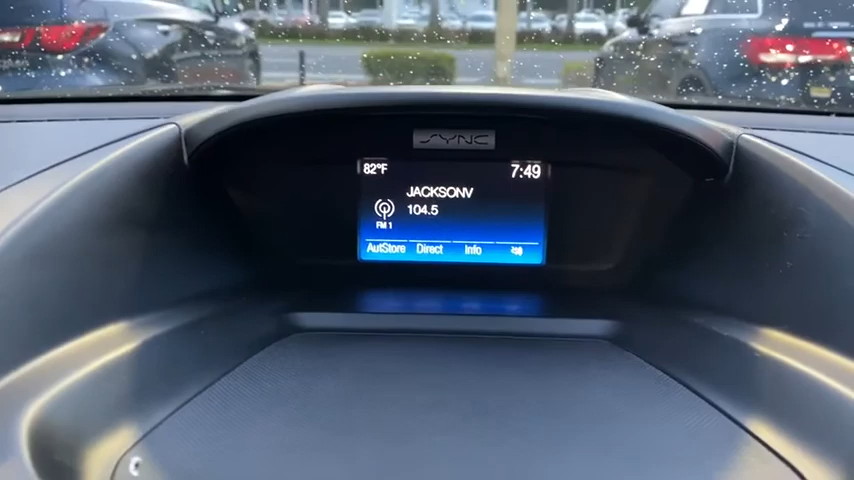 SYNC
82°F 7:49
JACKSONV
104.5
FM 1
AutStore Direct Info